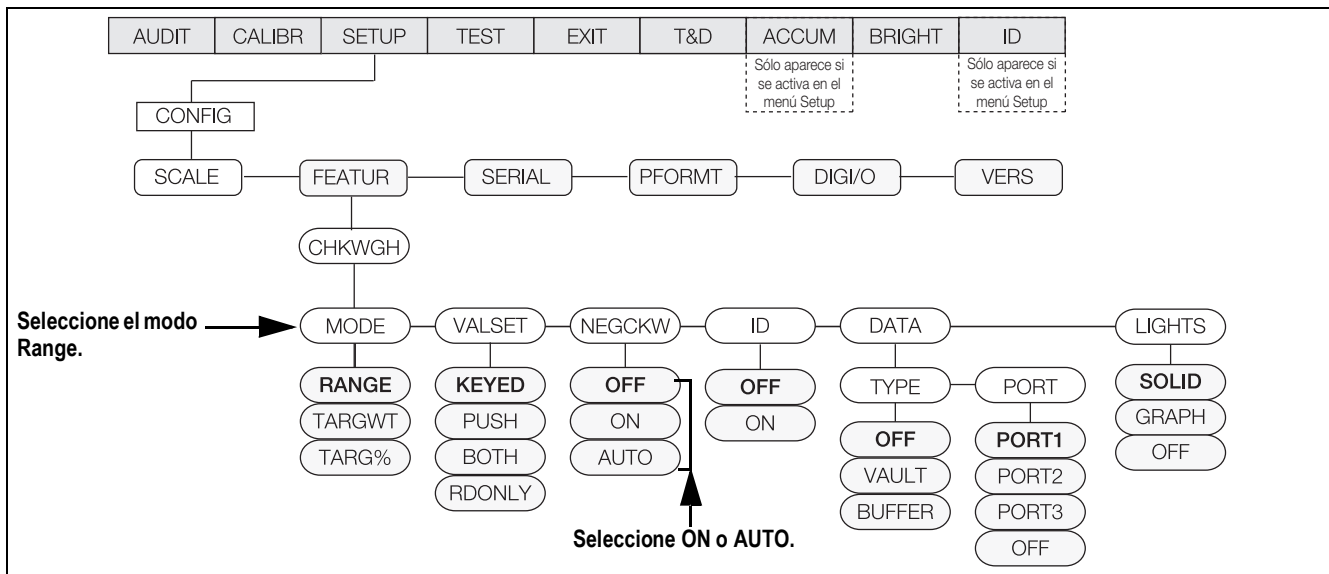 AUDIT CALIBR SETUP TEST EXIT T&D ACCUM BRIGHT ID
Sólo aparece si
se activa en el
menú Setup
Sólo aparece si
se activa en el
menú Setup
CONFIG
SCALE FEATUR SERIAL PFORMT DIGI/O VERS
CHKWGH
Seleccione el modo
Range.
MODE VALSET NEGCKW ID DATA LIGHTS
RANGE
TARGWT
TARG%
KEYED
PUSH
BOTH
RDONLY
OFF
ON
AUTO
Seleccione ON o AUTO.
OFF
ON
TYPE PORT
OFF
VAULT
BUFFER
PORT1
PORT2
PORT3
OFF
SOLID
GRAPH
OFF